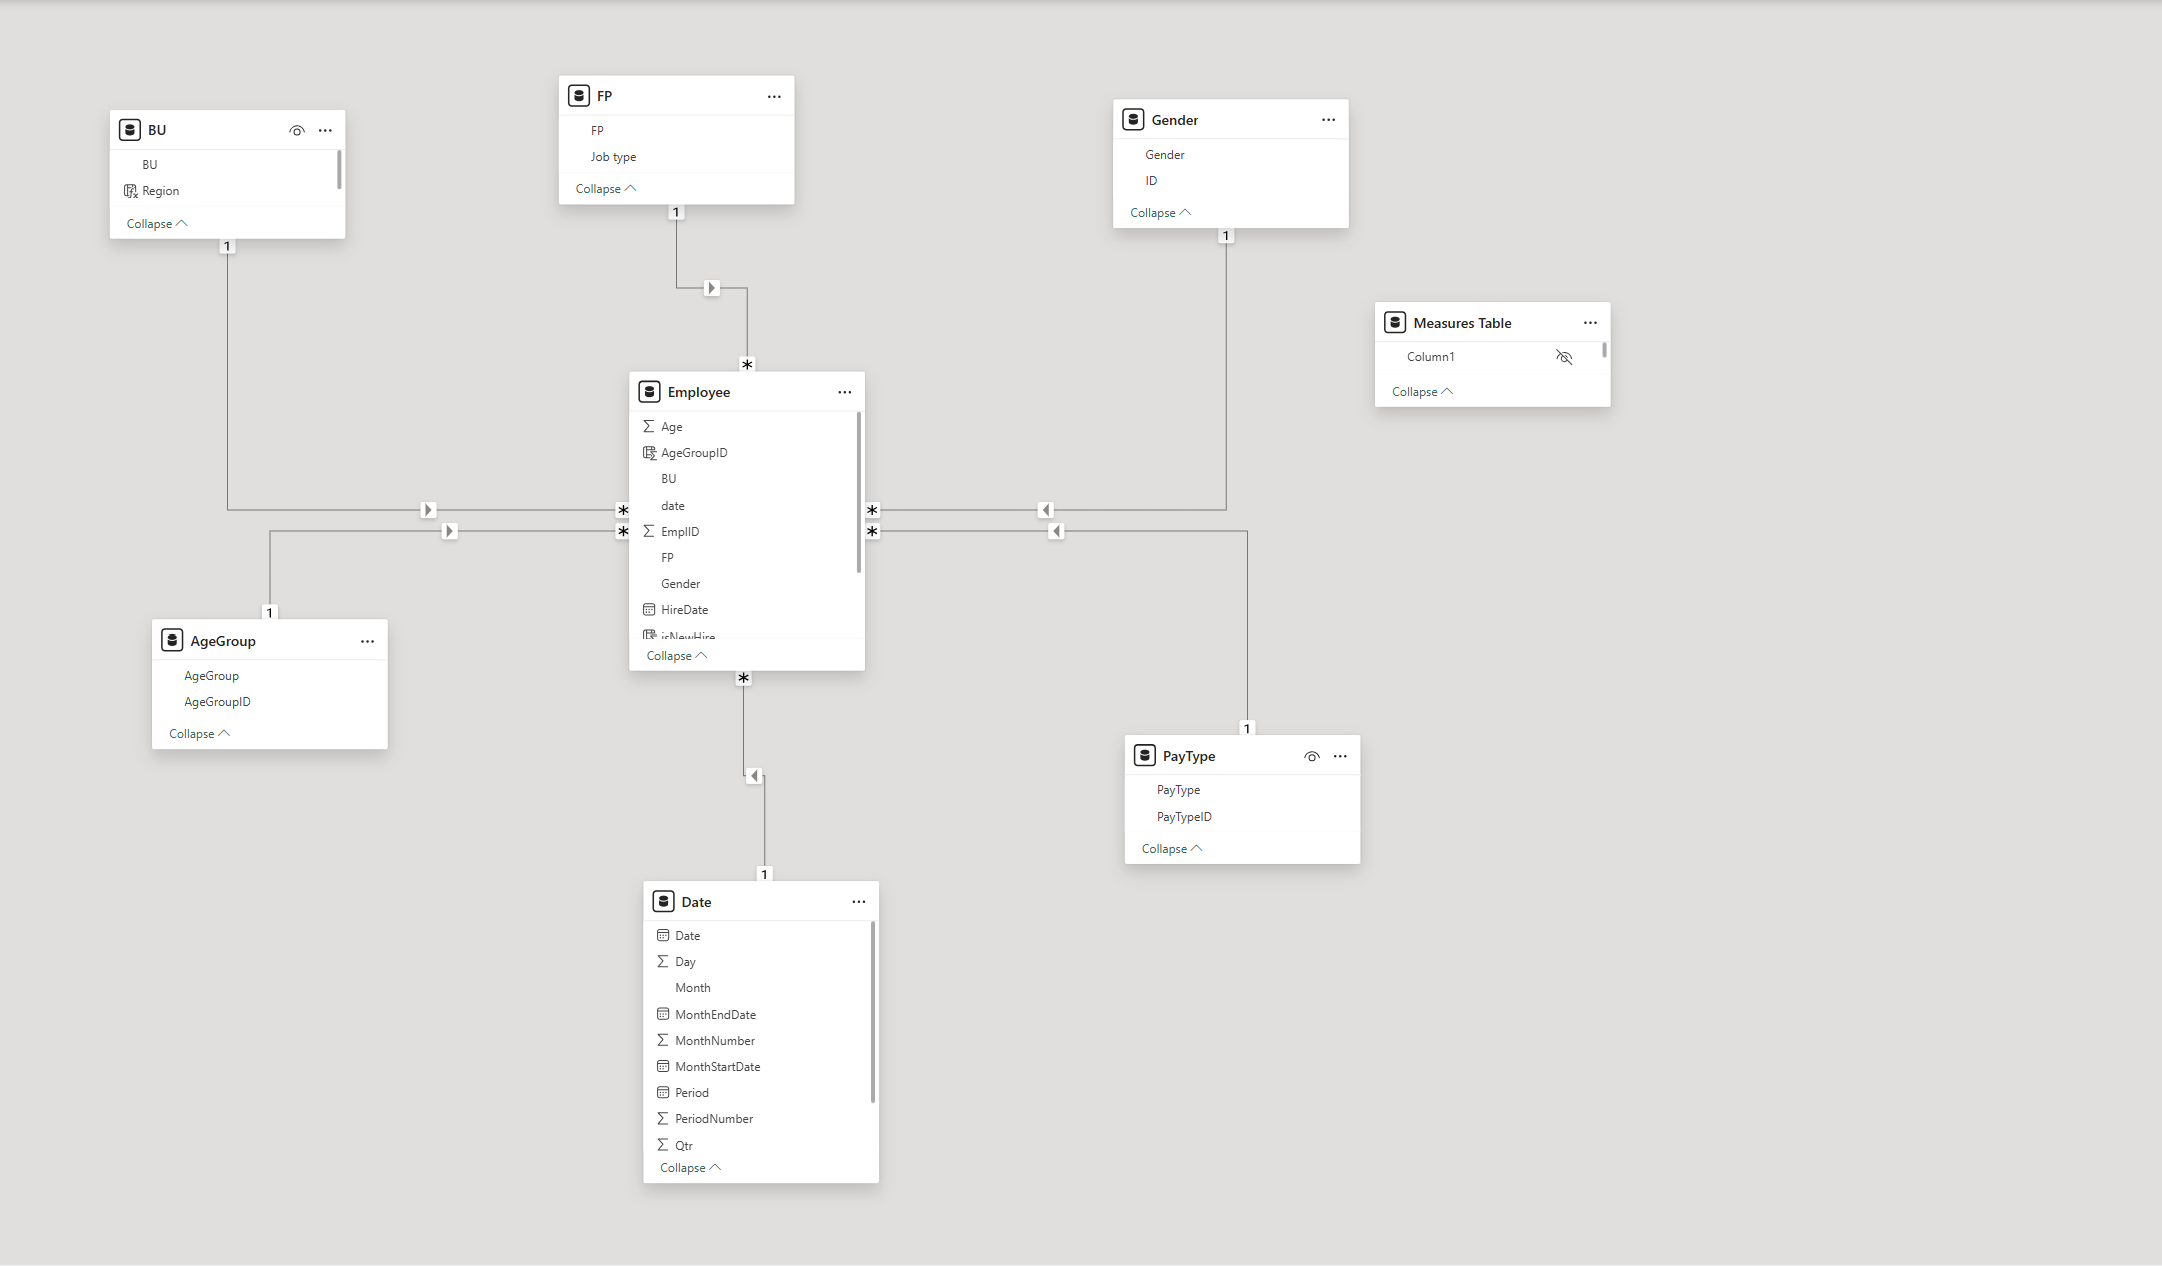 BU
BU
Region
Collapse
1
FP
FP
Job type
Collapse
1
Gender
Gender
ID
Collapse
1
Measures Table
Column1
Collapse
*
Employee
Age
AgeGroupID
BU
date
EmplID
FP
Gender
HireDate
isNewHire
Collapse
*
*
*
*
*
1
AgeGroup
AgeGroup
AgeGroupID
Collapse
1
PayType
PayType
PayTypeID
Collapse
1
Date
Date
Day
Month
MonthEndDate
MonthNumber
MonthStartDate
Period
PeriodNumber
Qtr
Collapse